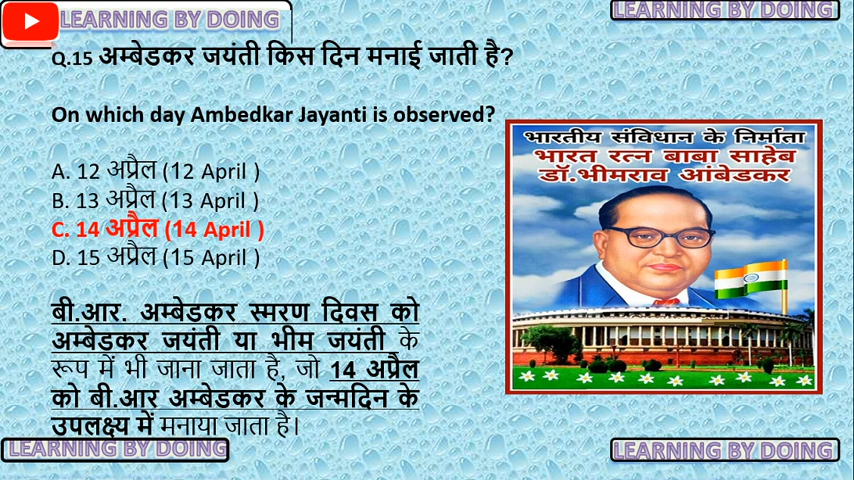 LEARNING BY DOING
LEARNING BY DOING
Q.15 अम्बेडकर जयंती किस दिन मनाई जाती है?
On which day Ambedkar Jayanti is observed?
A. 12 अप्रैल (12 April )
B. 13 अप्रैल (13 April )
C. 14 अप्रैल (14 April )
D. 15 अप्रैल (15 April )
बी.आर. अम्बेडकर स्मरण दिवस को
अम्बेडकर जयंती या भीम जयंती के
रूप में भी जाना जाता है, जो 14 अप्रैल
को बी.आर अम्बेडकर के जन्मदिन के
उपलक्ष्य में मनाया जाता है।
भारतीय संविधान के निर्माता
भारत रत्न बाबा साहेब
डॉ.भीमराव आंबेडकर
LEARNING BY DOING
LEARNING BY DOING